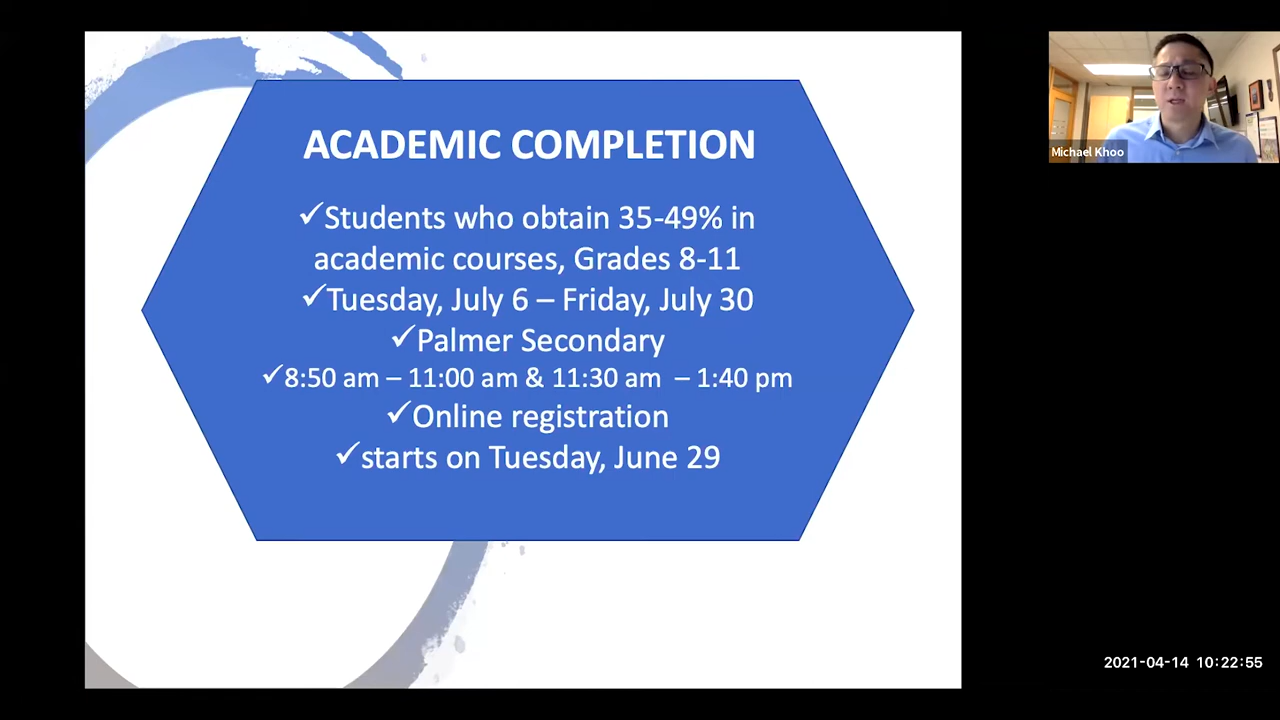 ACADEMIC COMPLETION
✓Students who obtain 35-49% in
academic courses, Grades 8-11
✓Tuesday, July 6 – Friday, July 30
✓Palmer Secondary
✓8:50 am – 11:00 am & 11:30 am – 1:40 pm
✓Online registration
✓starts on Tuesday, June 29
Michael Khoo
2021-04-14 10:22:55